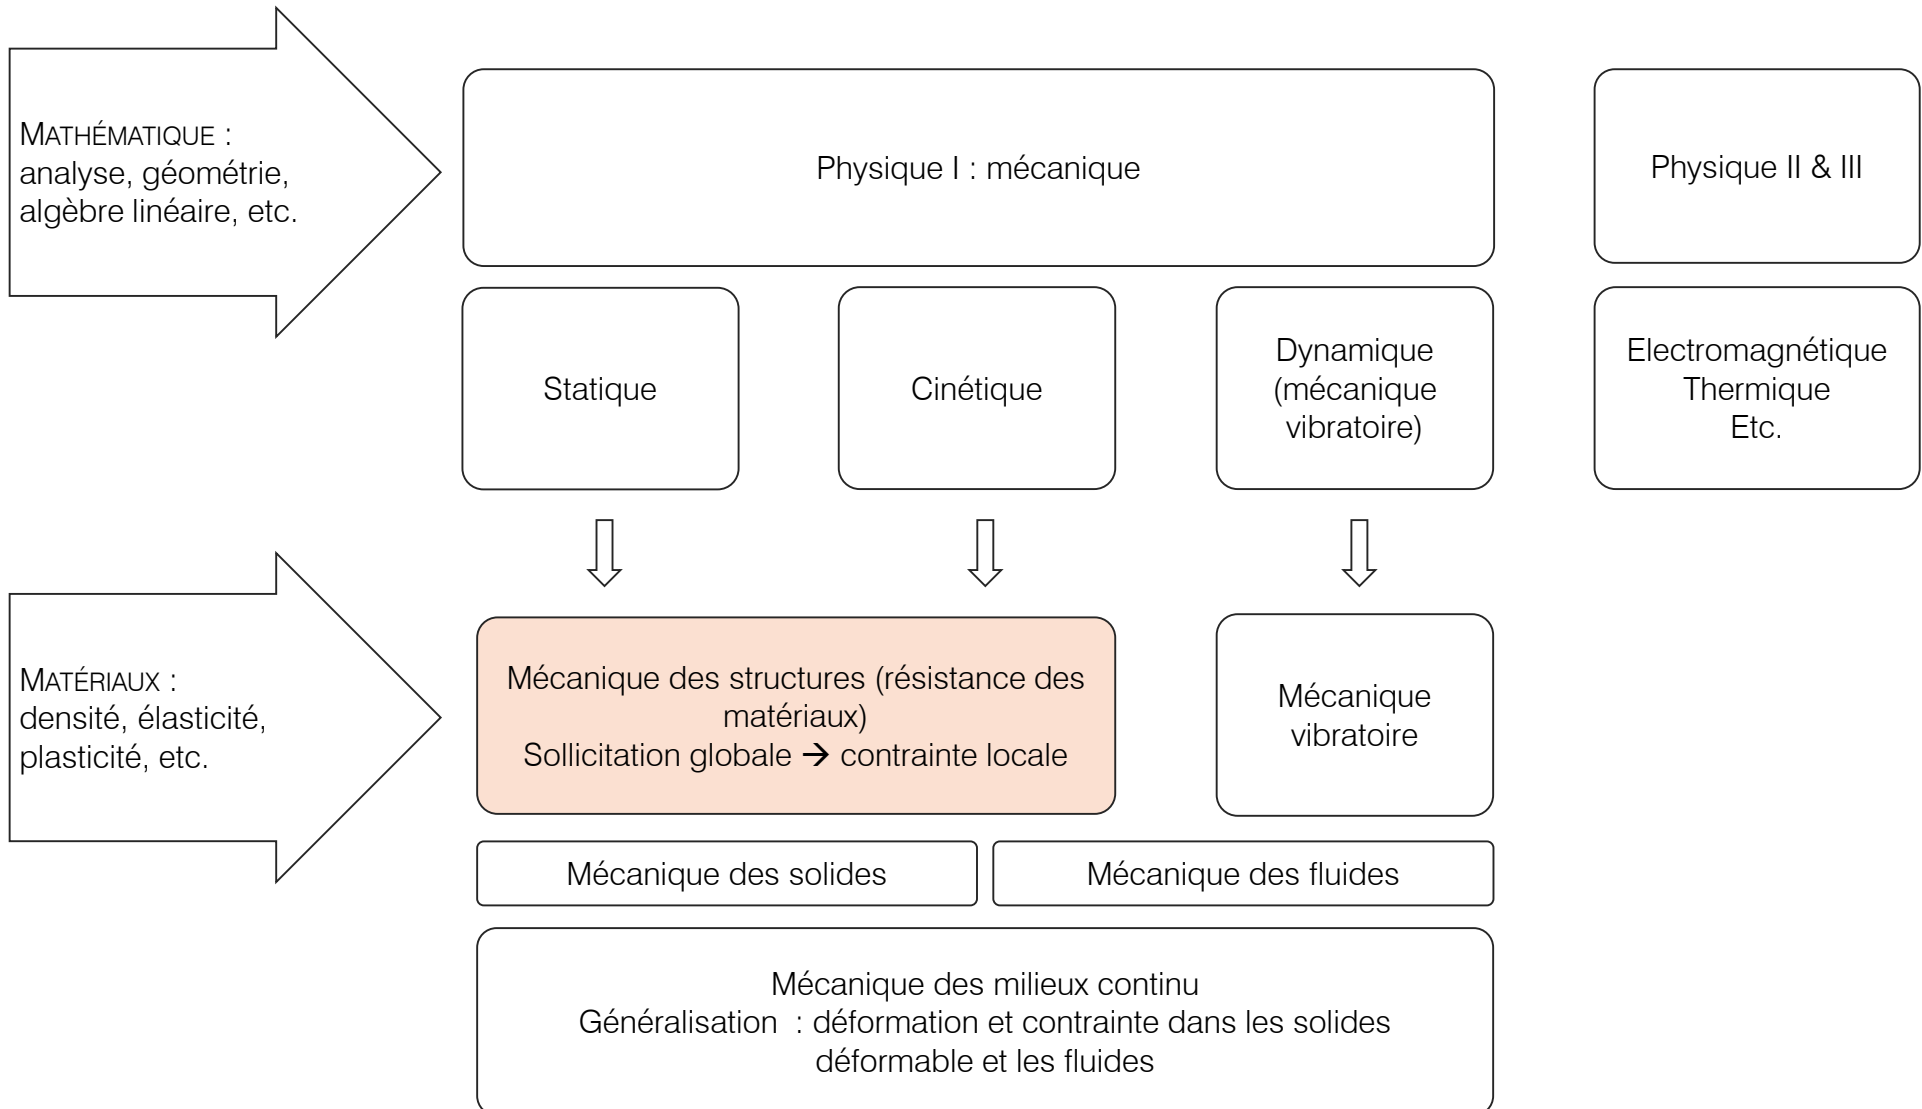 MATHÉMATIQUE :
analyse, géométrie,
algèbre linéaire, etc.
Physique I : mécanique
Physique II & III
Statique
Cinétique
Dynamique
(mécanique
vibratoire)
Electromagnétique
Thermique
Etc.
MATÉRIAUX :
densité, élasticité,
plasticité, etc.
Mécanique des structures (résistance des
matériaux)
Sollicitation globale → contrainte locale
Mécanique
vibratoire
Mécanique des solides
Mécanique des fluides
Mécanique des milieux continu
Généralisation : déformation et contrainte dans les solides
déformable et les fluides